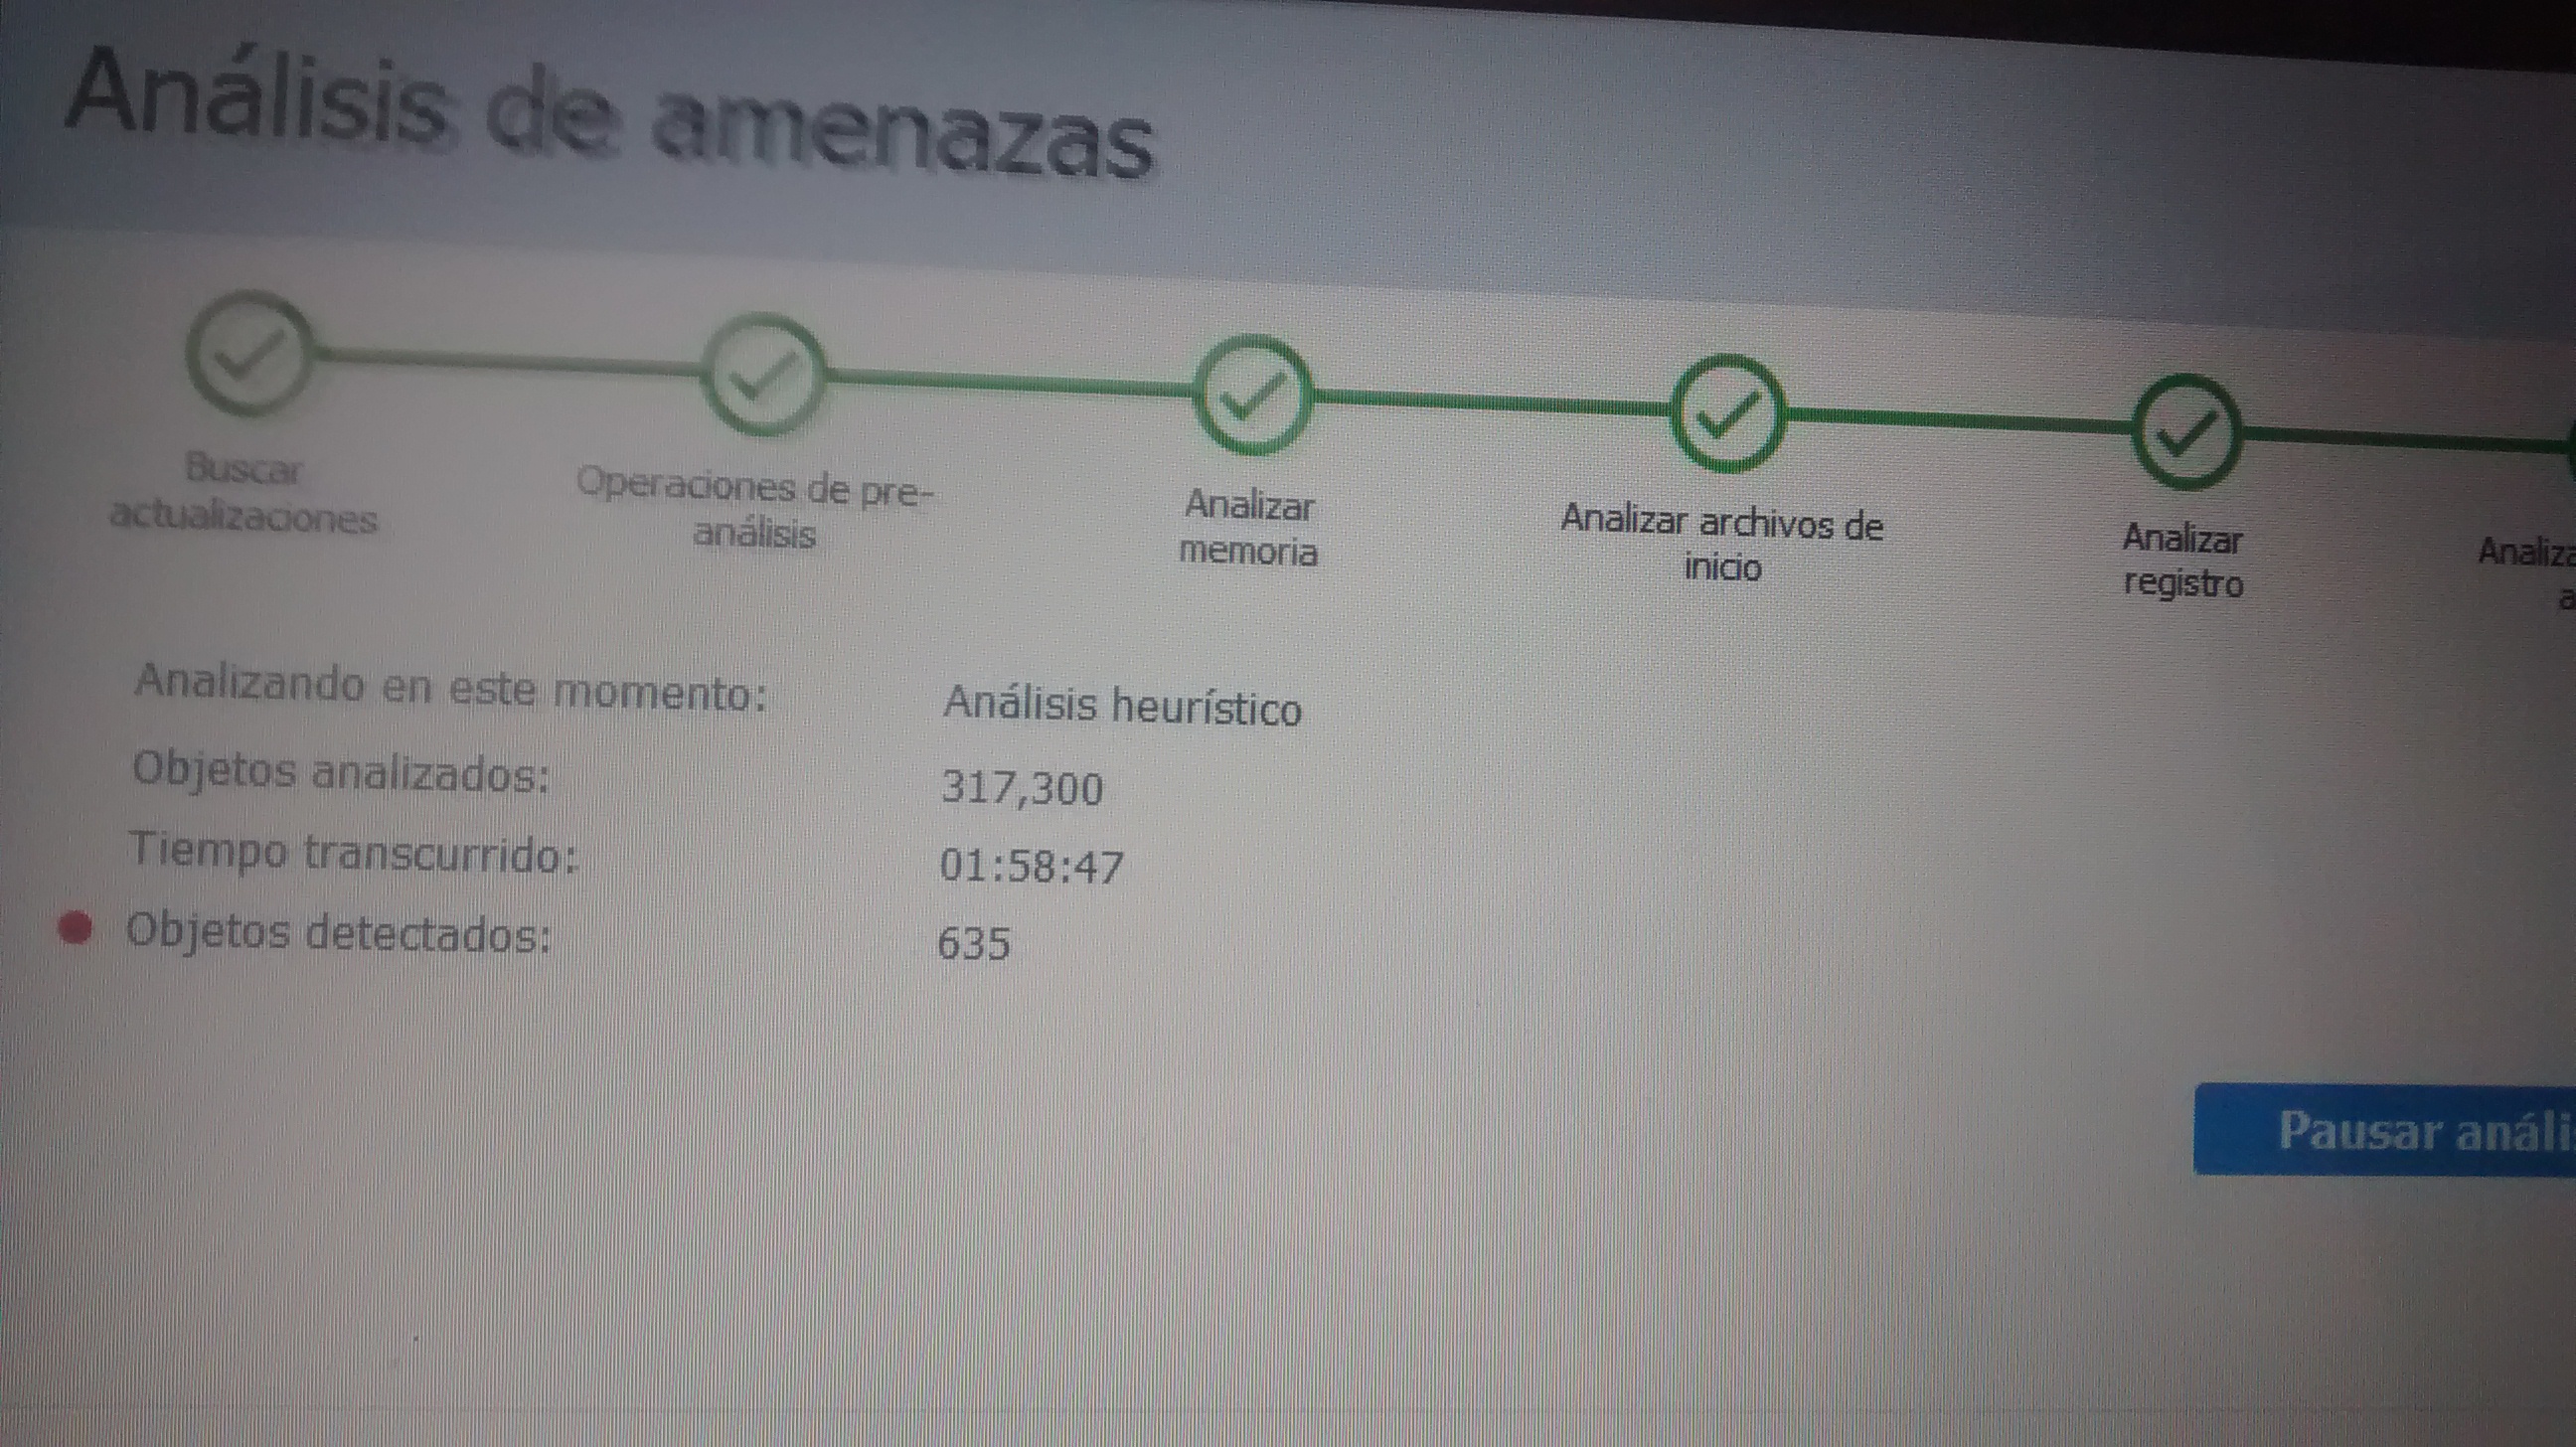 Análisis de amenazas
Buscar
actualizaciones
Operaciones de pre-
análisis
Analizar
memoria
Analizar archivos de
inicio
Analizar
registro
Analizando en este momento: Análisis heurístico
Objetos analizados: 317,300
Tiempo transcurrido: 01:58:47
Objetos detectados: 635
Pausar